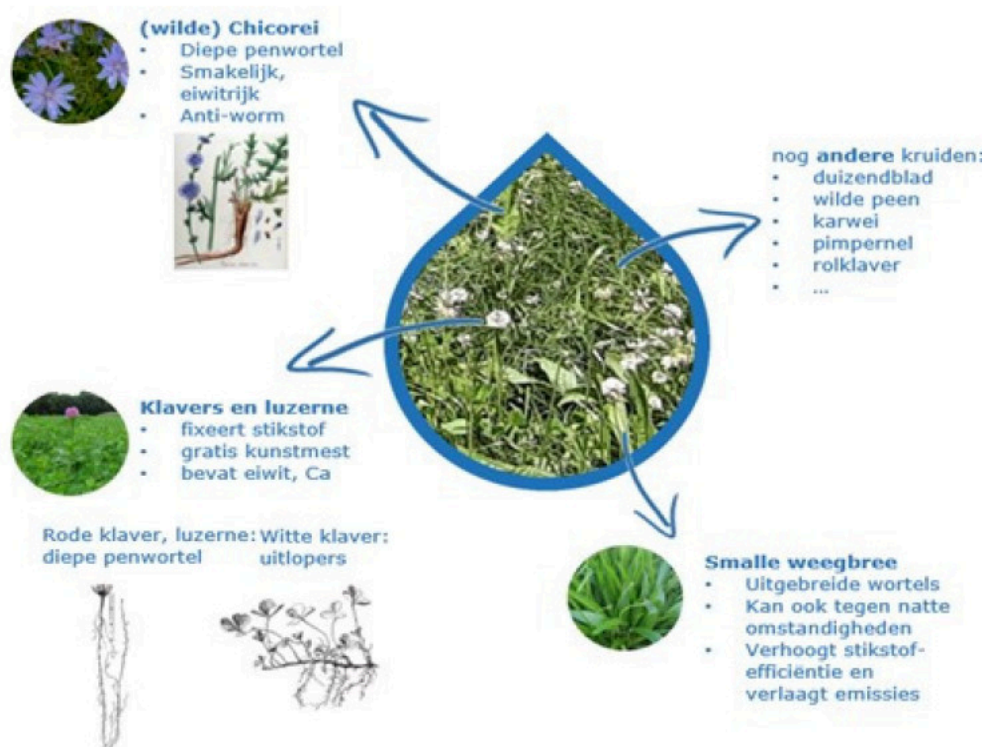 (wilde) Chicorei
• Diepe penwortel
• Smakelijk,
eiwitrijk
• Anti-worm
nog andere kruiden:
• duizendblad
• wilde peen
• karwei
• pimpernel
• rolklaver
• ...
Klavers en luzerne
• fixeert stikstof
• gratis kunstmest
• bevat eiwit, Ca
Rode klaver, luzerne:
diepe penwortel
Witte klaver:
uitlopers
Smalle weegbree
• Uitgebreide wortels
• Kan ook tegen natte
omstandigheden
• Verhoogt stikstof-
efficiëntie en
verlaagt emissies